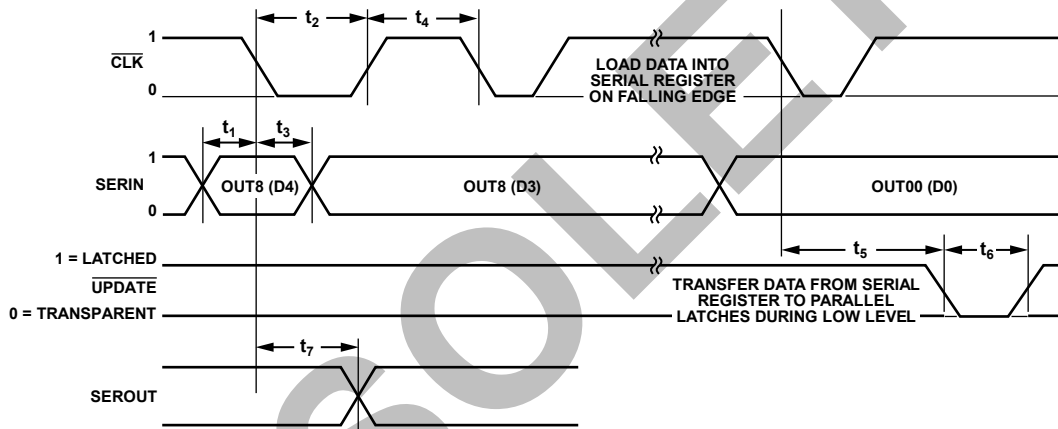 t2
t4
1
CLK
0
LOAD DATA INTO
SERIAL REGISTER
ON FALLING EDGE
t1
t3
1
SERIN
0
OUT8 (D4)
OUT8 (D3)
OUT00 (D0)
t5
t6
1 = LATCHED
UPDATE
0 = TRANSPARENT
TRANSFER DATA FROM SERIAL
REGISTER TO PARALLEL
LATCHES DURING LOW LEVEL
t7
SEROUT
SOLE